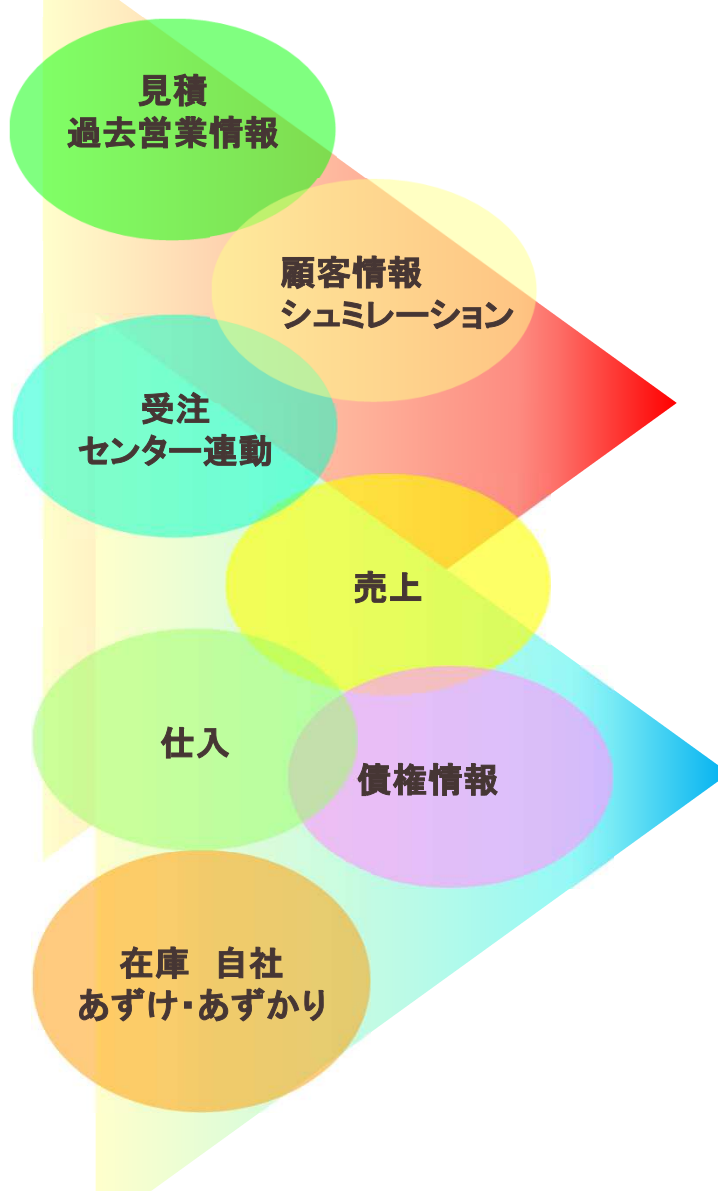 見積
過去営業情報
顧客情報
シュミレーション
受注
センター連動
売上
仕入
債権情報
在庫　自社
あずけ・あずかり